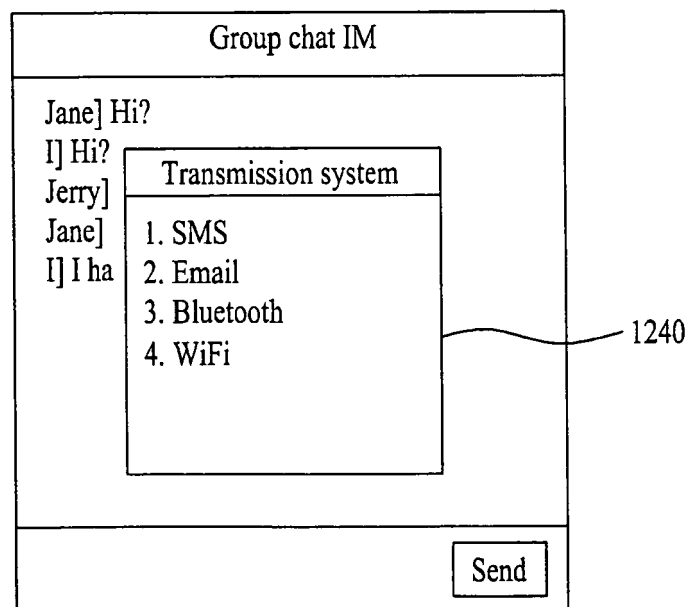 Group chat IM
Jane] Hi?
I] Hi?
Jerry]
Jane]
I] I ha
Transmission system
1. SMS
2. Email
3. Bluetooth
4. WiFi
1240
Send